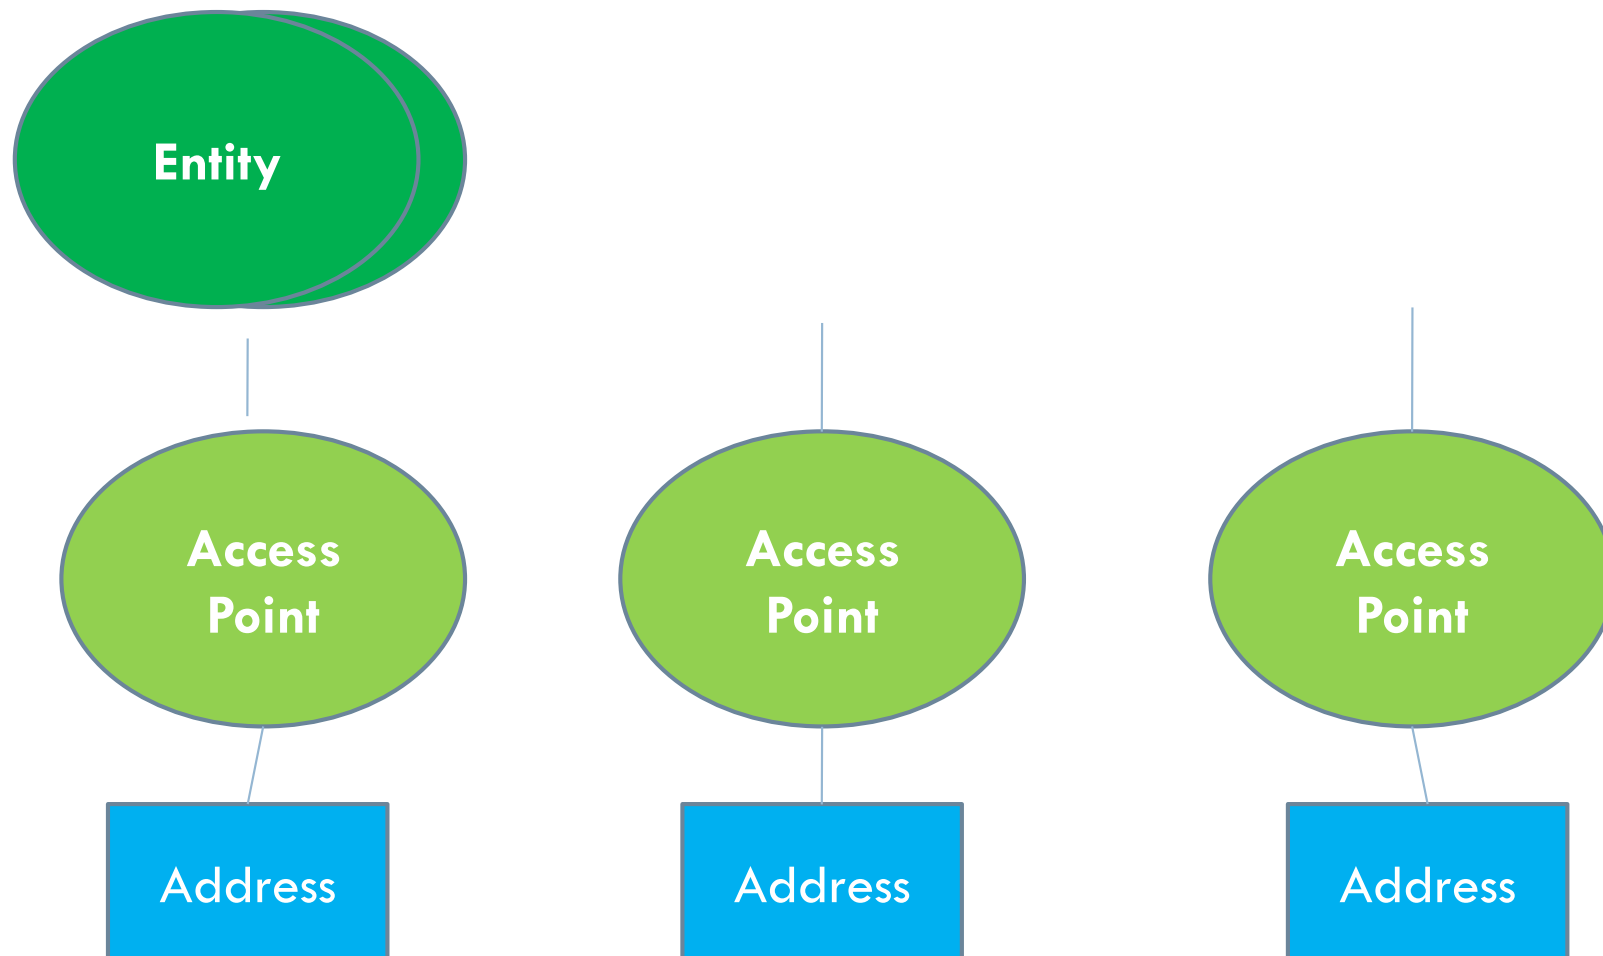 Entity
Access
Point
Access
Point
Access
Point
Address
Address
Address